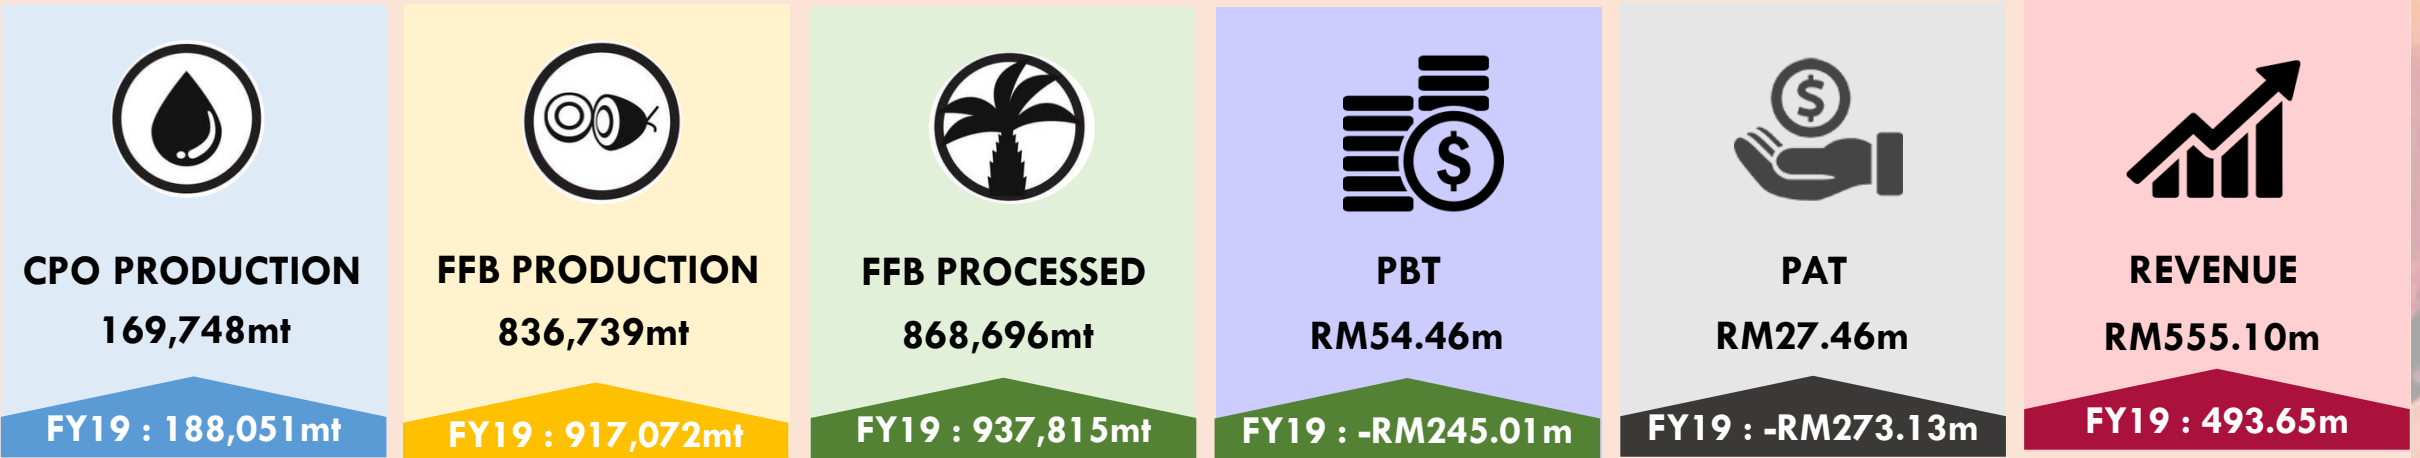 CPO PRODUCTION
169,748mt
FY19 : 188,051mt
FFB PRODUCTION
836,739mt
FY19 : 917,072mt
FFB PROCESSED
868,696mt
FY19 : 937,815mt
$
PBT
RM54.46m
FY19 : -RM245.01m
$
PAT
RM27.46m
FY19 : -RM273.13m
REVENUE
RM555.10m
FY19 : 493.65m